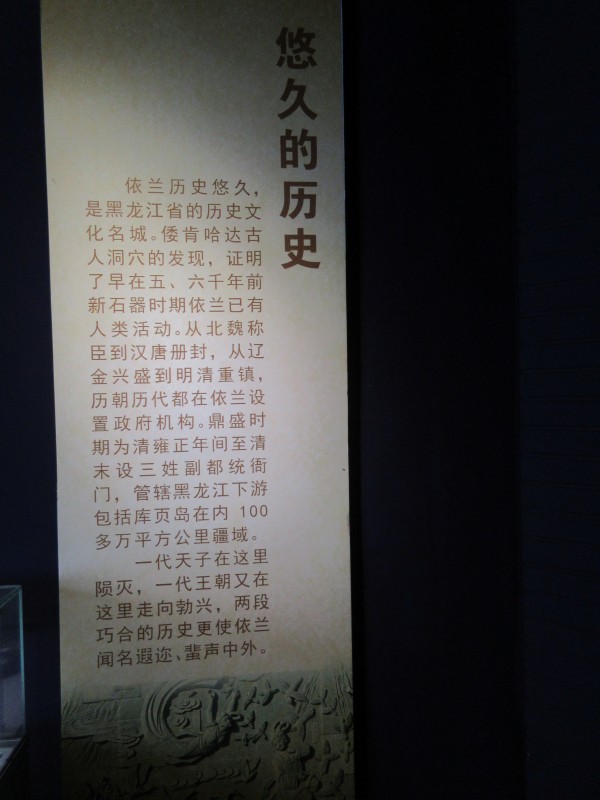 悠久的历史
依兰历史悠久，
是黑龙江省的历史文
化名城。倭肯哈达古
人洞穴的发现，证明
了早在五、六千年前
新石器时期依兰已有
人类活动。从北魏称
臣到汉唐册封，从辽
金兴盛到明清重镇，
历朝历代都在依兰设
置政府机构。鼎盛时
期为清雍正年间至清
末设三姓副都统衙
门，管辖黑龙江下游
包括库页岛在内 100
多万平方公里疆域。
一代天子在这里
陨灭，一代王朝又在
这里走向勃兴，两段
巧合的历史更使依兰
闻名遐迩、蜚声中外。